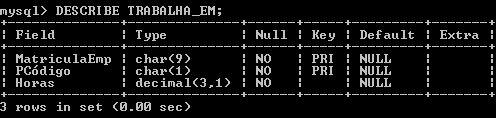 mysql> DESCRIBE TRABALHA_EM;
| Field | Type | Null | Key | Default | Extra |
| MatriculaEmp | char(9) | NO | PRI | NULL | |
| PCódigo | char(1) | NO | PRI | NULL | |
| Horas | decimal(3,1) | NO | | NULL | |
3 rows in set (0.00 sec)